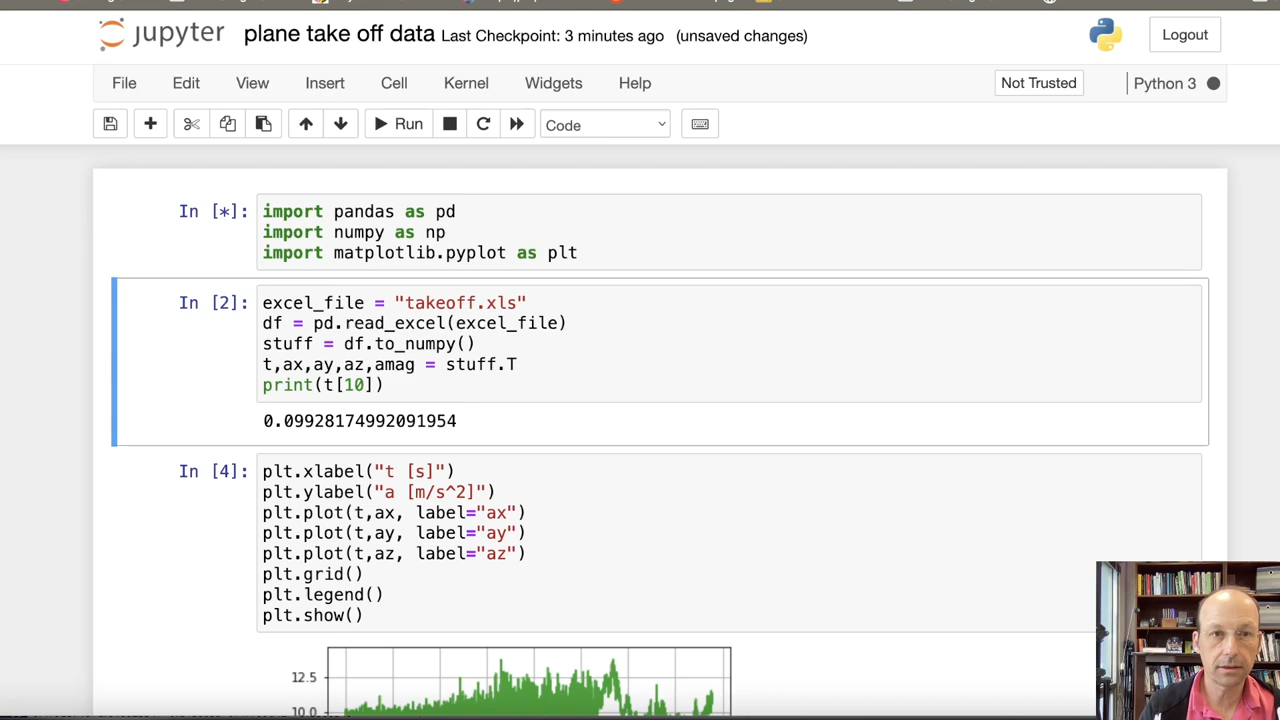 jupyter plane take off data Last Checkpoint: 3 minutes ago (unsaved changes) Logout
File Edit View Insert Cell Kernel Widgets Help Not Trusted Python 3
Run Code
In [*]: import pandas as pd
import numpy as np
import matplotlib.pyplot as plt
In [2]: excel_file = "takeoff.xls"
df = pd.read_excel(excel_file)
stuff = df.to_numpy()
t,ax,ay,az,amag = stuff.T
print(t[10])
0.09928174992091954
In [4]: plt.xlabel("t [s]")
plt.ylabel("a [m/s^2]")
plt.plot(t,ax, label="ax")
plt.plot(t,ay, label="ay")
plt.plot(t,az, label="az")
plt.grid()
plt.legend()
plt.show()
12.5
10.0